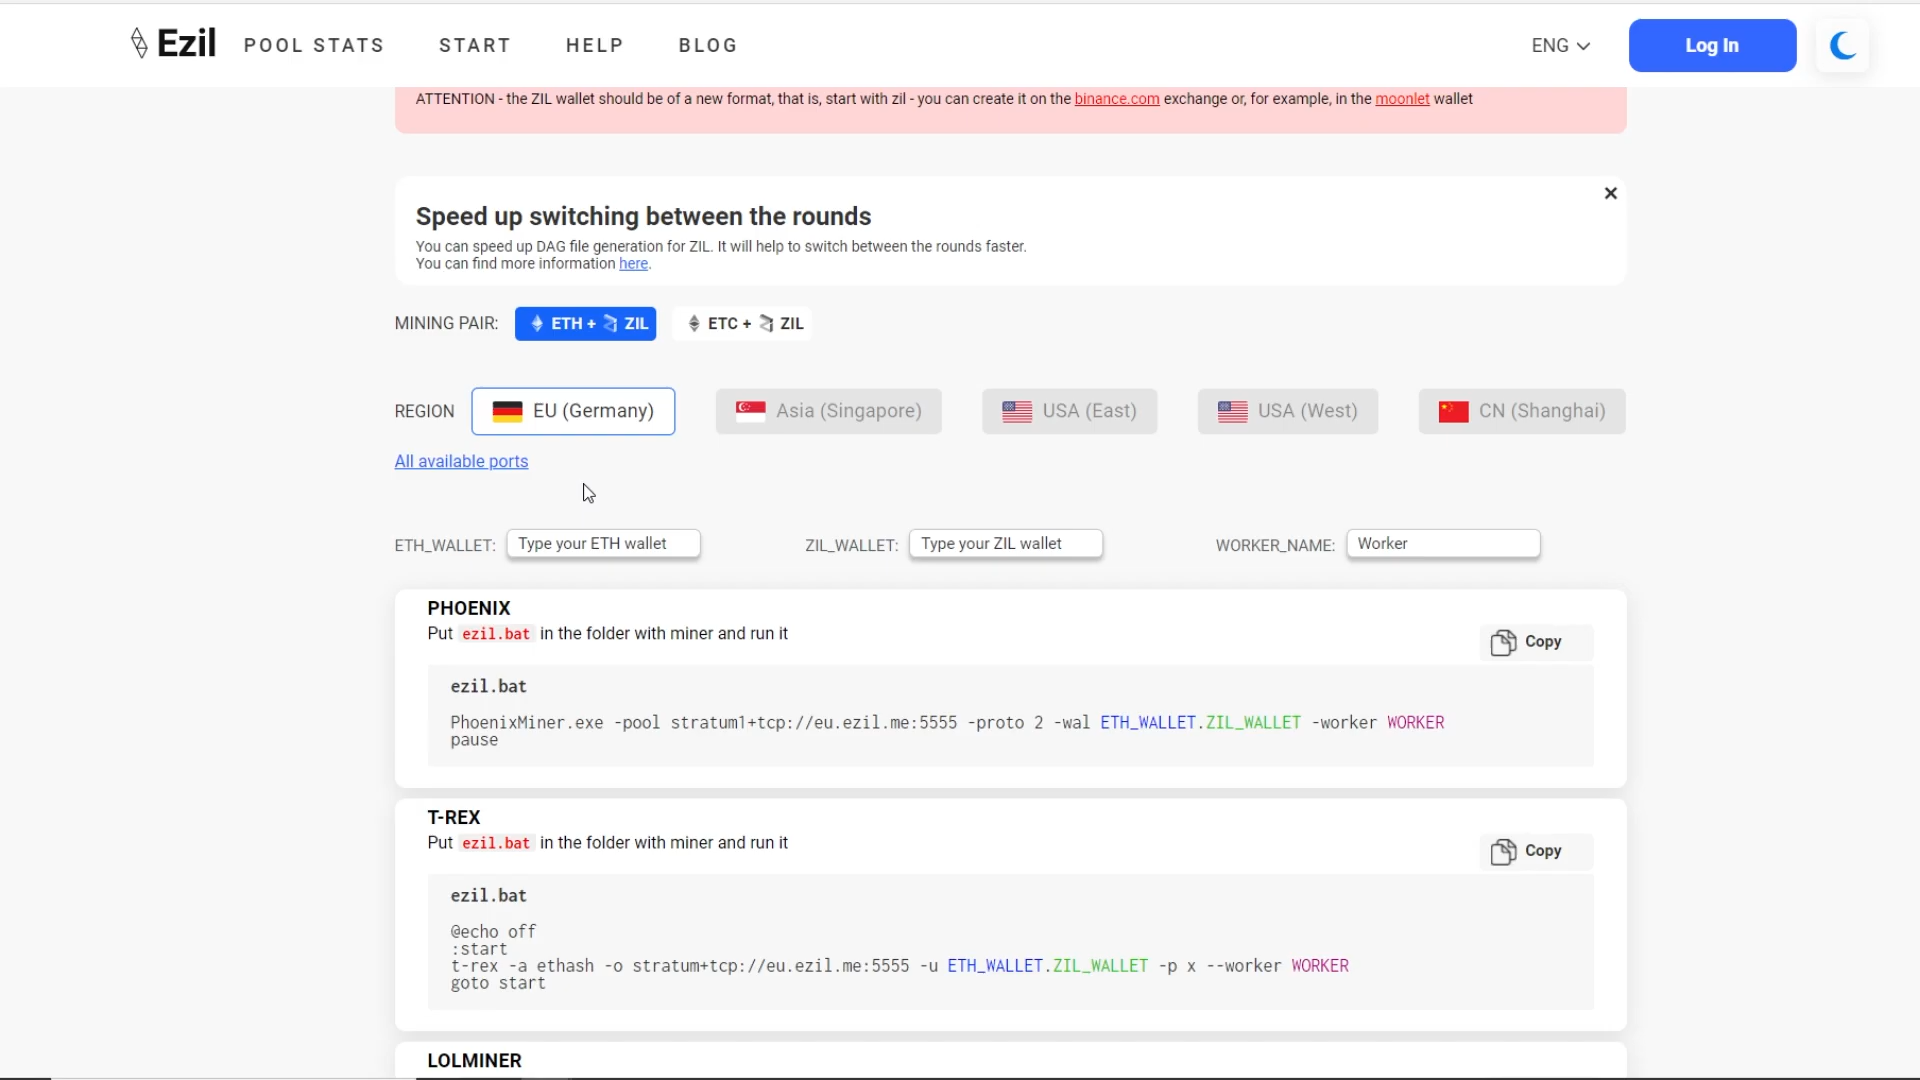 Ezil POOL STATS START HELP BLOG ENG Log In
ATTENTION - the ZIL wallet should be of a new format, that is, start with zil - you can create it on the binance.com exchange or, for example, in the moonlet wallet
Speed up switching between the rounds
You can speed up DAG file generation for ZIL. It will help to switch between the rounds faster.
You can find more information here.
MINING PAIR: ETH + ZIL ETC + ZIL
REGION EU (Germany) Asia (Singapore) USA (East) USA (West) CN (Shanghai)
All available ports
ETH_WALLET: Type your ETH wallet ZIL_WALLET: Type your ZIL wallet WORKER_NAME: Worker
PHOENIX
Put ezil.bat in the folder with miner and run it
Copy
ezil.bat
PhoenixMiner.exe -pool stratum1+tcp://eu.ezil.me:5555 -proto 2 -wal ETH_WALLET.ZIL_WALLET -worker WORKER
pause
T-REX
Put ezil.bat in the folder with miner and run it
Copy
ezil.bat
@echo off
:start
t-rex -a ethash -o stratum+tcp://eu.ezil.me:5555 -u ETH_WALLET.ZIL_WALLET -p x --worker WORKER
goto start
LOLMINER